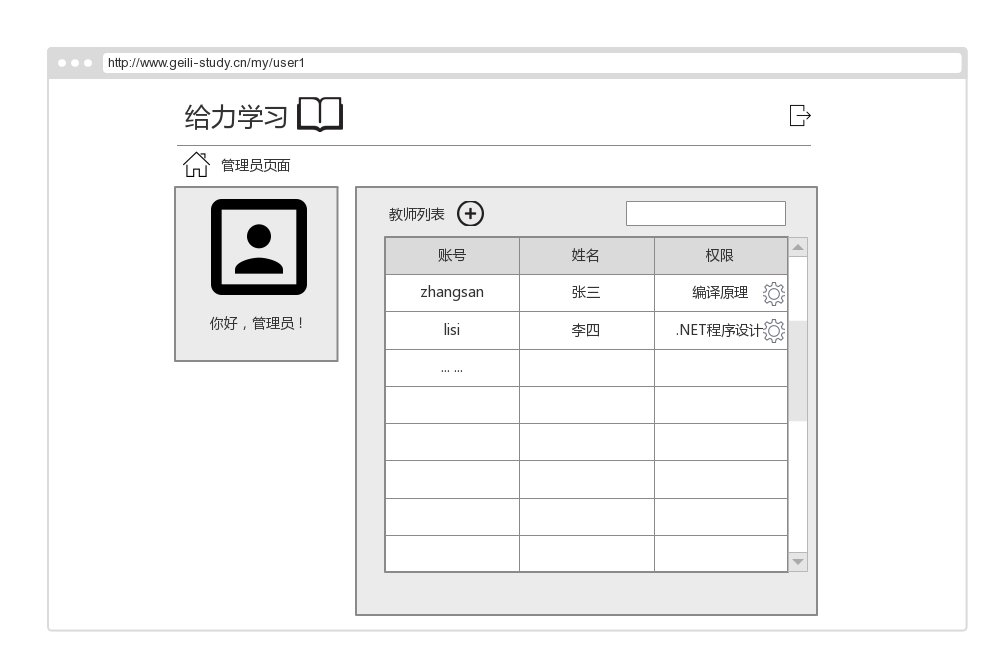 http://www.geili-study.cn/my/user1
给力学习
管理员页面
你好，管理员！
教师列表
账号 姓名 权限
zhangsan 张三 编译原理
lisi 李四 .NET程序设计
... ...